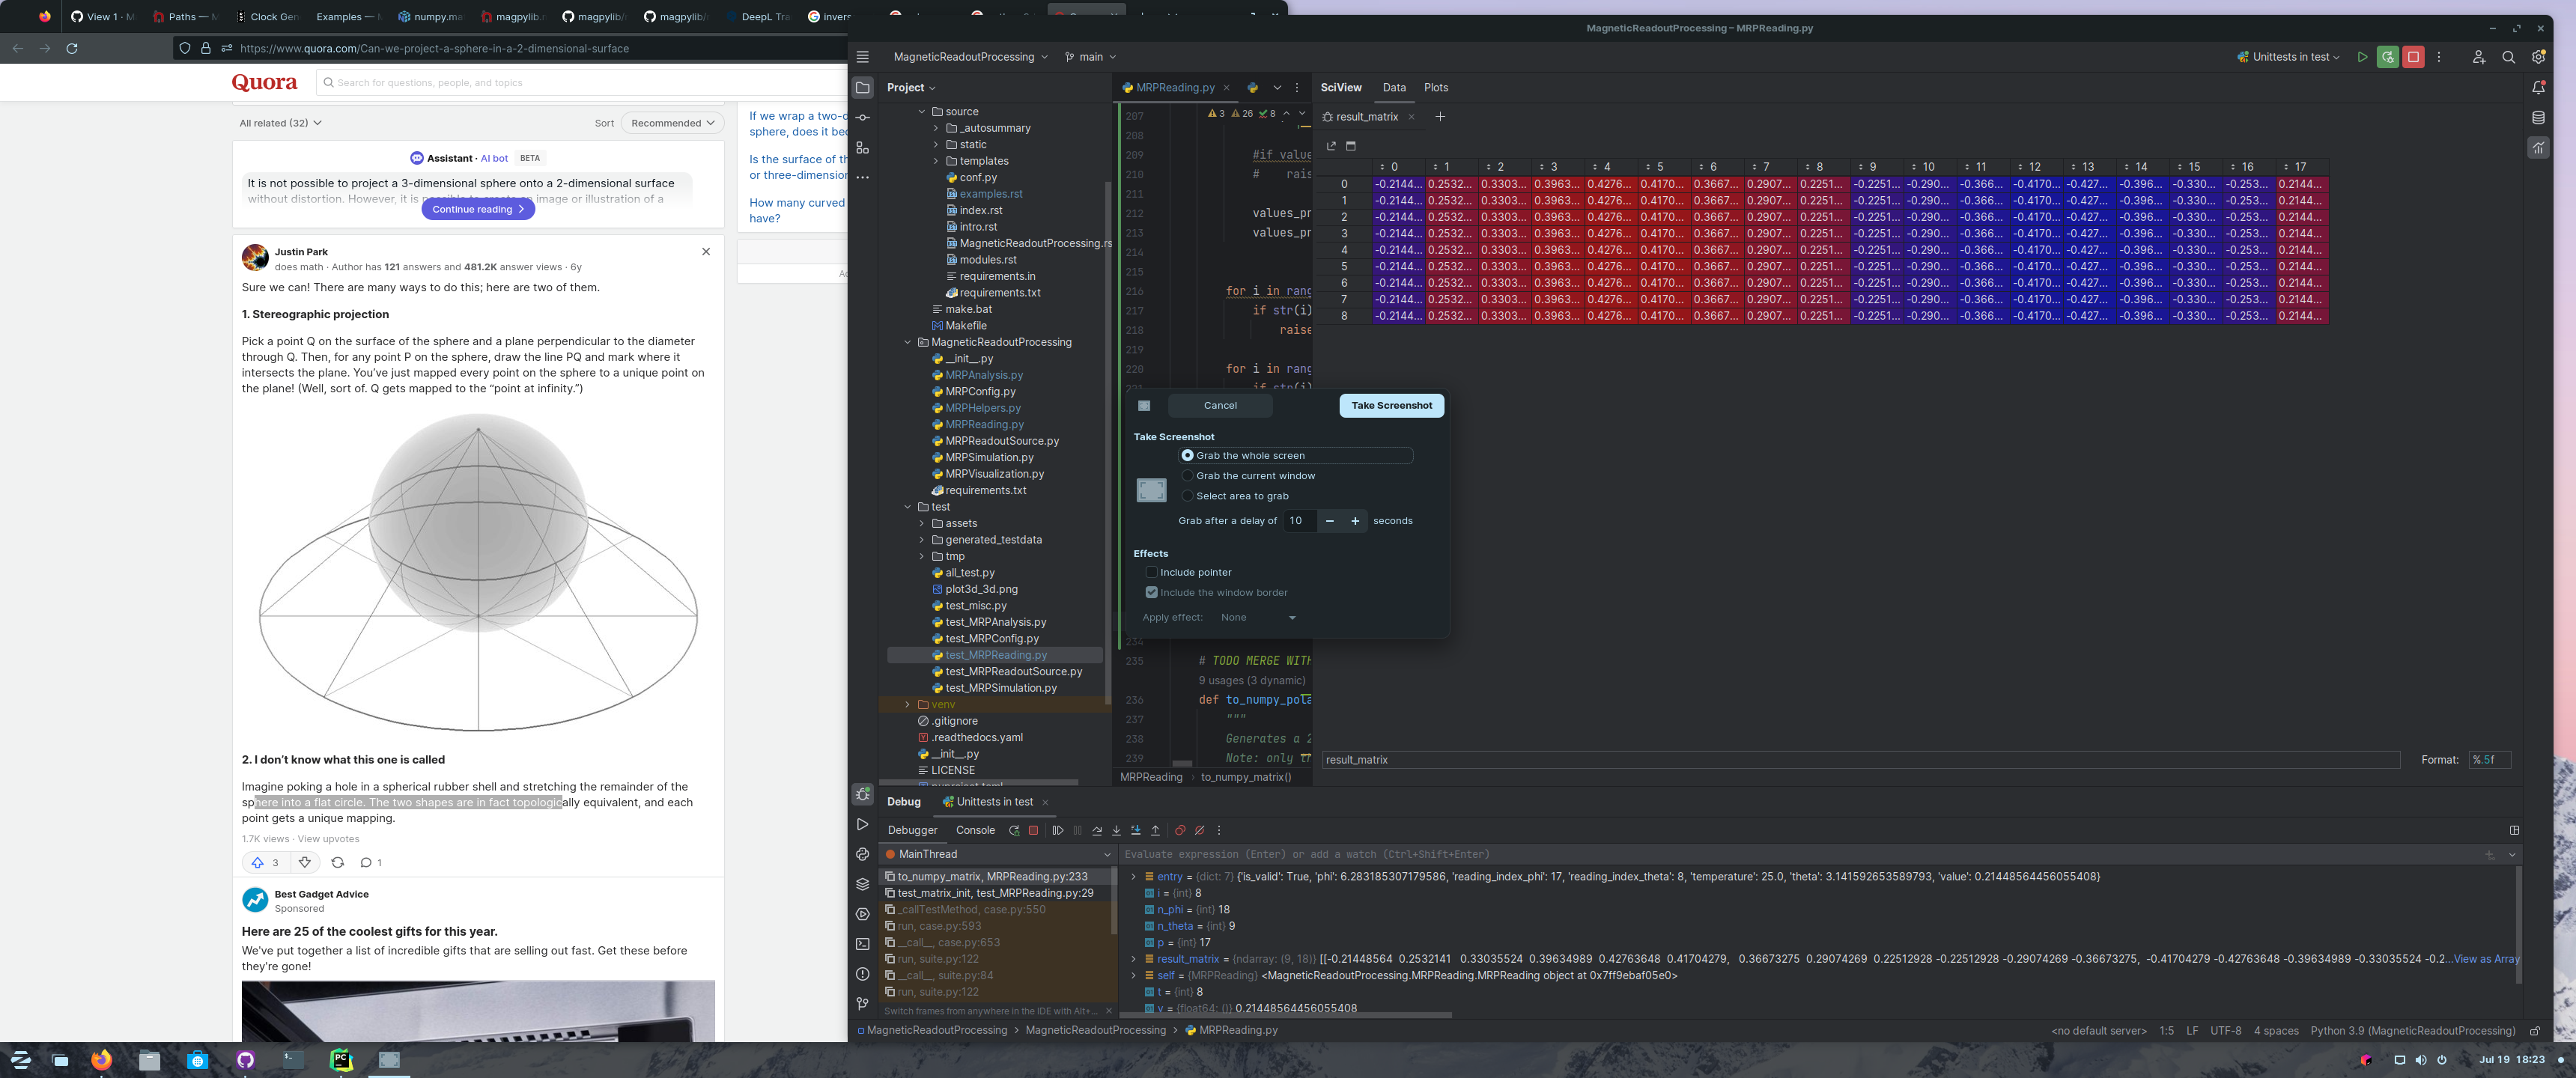 View 1 · M
Paths — M
Clock Gen
Examples —
numpy.ma
magpylib.
magpylib/
magpylib/
DeepL Tra
invers
https://www.quora.com/Can-we-project-a-sphere-in-a-2-dimensional-surface
Quora
Search for questions, people, and topics
All related (32)
Sort
Recommended
Assistant · AI bot BETA
It is not possible to project a 3-dimensional sphere onto a 2-dimensional surface
without distortion. However, it is
image or illustration of a
Continue reading
If we wrap a two-d
sphere, does it bec
Is the surface of th
or three-dimension
How many curved
have?
Justin Park
does math · Author has 121 answers and 481.2K answer views · 6y
Sure we can! There are many ways to do this; here are two of them.
1. Stereographic projection
Pick a point Q on the surface of the sphere and a plane perpendicular to the diameter
through Q. Then, for any point P on the sphere, draw the line PQ and mark where it
intersects the plane. You've just mapped every point on the sphere to a unique point on
the plane! (Well, sort of. Q gets mapped to the “point at infinity.”)
2. I don't know what this one is called
Imagine poking a hole in a spherical rubber shell and stretching the remainder of the
sphere into a flat circle. The two shapes are in fact topologically equivalent, and each
point gets a unique mapping.
1.7K views · View upvotes
3
1
Best Gadget Advice
Sponsored
Here are 25 of the coolest gifts for this year.
We've put together a list of incredible gifts that are selling out fast. Get these before
they're gone!
MagneticReadoutProcessing – MRPReading.py
MagneticReadoutProcessing
main
Unittests in test
Project
source
_autosummary
static
templates
conf.py
examples.rst
index.rst
intro.rst
MagneticReadoutProcessing.rs
modules.rst
requirements.in
requirements.txt
make.bat
Makefile
MagneticReadoutProcessing
__init__.py
MRPAnalysis.py
MRPConfig.py
MRPHelpers.py
MRPReading.py
MRPReadoutSource.py
MRPSimulation.py
MRPVisualization.py
requirements.txt
test
assets
generated_testdata
tmp
all_test.py
plot3d_3d.png
test_misc.py
test_MRPAnalysis.py
test_MRPConfig.py
test_MRPReading.py
test_MRPReadoutSource.py
test_MRPSimulation.py
venv
.gitignore
.readthedocs.yaml
__init__.py
LICENSE
MRPReading.py
3 26 8
207
208
209 #if value
210 # rais
211
212 values_pr
213 values_pr
214
215
216 for i in rang
217 if str(i)
218 raise
219
220 for i in rang
221 if str(i)
234
235 # TODO MERGE WITH
9 usages (3 dynamic)
236 def to_numpy_pola
237 """
238 Generates a 2
239 Note: only th
MRPReading › to_numpy_matrix()
Cancel
Take Screenshot
Take Screenshot
Grab the whole screen
Grab the current window
Select area to grab
Grab after a delay of 10 − + seconds
Effects
Include pointer
Include the window border
Apply effect: None
SciView Data Plots
result_matrix
0 1 2 3 4 5 6 7 8 9 10 11 12 13 14 15 16 17
0 -0.2144... 0.2532... 0.3303... 0.3963... 0.4276... 0.4170... 0.3667... 0.2907... 0.2251... -0.2251... -0.290... -0.366... -0.4170... -0.427... -0.396... -0.330... -0.253... 0.2144...
1 -0.2144... 0.2532... 0.3303... 0.3963... 0.4276... 0.4170... 0.3667... 0.2907... 0.2251... -0.2251... -0.290... -0.366... -0.4170... -0.427... -0.396... -0.330... -0.253... 0.2144...
2 -0.2144... 0.2532... 0.3303... 0.3963... 0.4276... 0.4170... 0.3667... 0.2907... 0.2251... -0.2251... -0.290... -0.366... -0.4170... -0.427... -0.396... -0.330... -0.253... 0.2144...
3 -0.2144... 0.2532... 0.3303... 0.3963... 0.4276... 0.4170... 0.3667... 0.2907... 0.2251... -0.2251... -0.290... -0.366... -0.4170... -0.427... -0.396... -0.330... -0.253... 0.2144...
4 -0.2144... 0.2532... 0.3303... 0.3963... 0.4276... 0.4170... 0.3667... 0.2907... 0.2251... -0.2251... -0.290... -0.366... -0.4170... -0.427... -0.396... -0.330... -0.253... 0.2144...
5 -0.2144... 0.2532... 0.3303... 0.3963... 0.4276... 0.4170... 0.3667... 0.2907... 0.2251... -0.2251... -0.290... -0.366... -0.4170... -0.427... -0.396... -0.330... -0.253... 0.2144...
6 -0.2144... 0.2532... 0.3303... 0.3963... 0.4276... 0.4170... 0.3667... 0.2907... 0.2251... -0.2251... -0.290... -0.366... -0.4170... -0.427... -0.396... -0.330... -0.253... 0.2144...
7 -0.2144... 0.2532... 0.3303... 0.3963... 0.4276... 0.4170... 0.3667... 0.2907... 0.2251... -0.2251... -0.290... -0.366... -0.4170... -0.427... -0.396... -0.330... -0.253... 0.2144...
8 -0.2144... 0.2532... 0.3303... 0.3963... 0.4276... 0.4170... 0.3667... 0.2907... 0.2251... -0.2251... -0.290... -0.366... -0.4170... -0.427... -0.396... -0.330... -0.253... 0.2144...
result_matrix
Format: %.5f
Debug Unittests in test
Debugger Console
MainThread
to_numpy_matrix, MRPReading.py:233
test_matrix_init, test_MRPReading.py:29
_callTestMethod, case.py:550
run, case.py:593
__call__, case.py:653
run, suite.py:122
__call__, suite.py:84
run, suite.py:122
Switch frames from anywhere in the IDE with Alt+...
Evaluate expression (Enter) or add a watch (Ctrl+Shift+Enter)
entry = {dict: 7} {'is_valid': True, 'phi': 6.283185307179586, 'reading_index_phi': 17, 'reading_index_theta': 8, 'temperature': 25.0, 'theta': 3.141592653589793, 'value': 0.21448564456055408}
i = {int} 8
n_phi = {int} 18
n_theta = {int} 9
p = {int} 17
result_matrix = {ndarray: (9, 18)} [[-0.21448564 0.2532141 0.33035524 0.39634989 0.42763648 0.41704279, 0.36673275 0.29074269 0.22512928 -0.22512928 -0.29074269 -0.36673275, -0.41704279 -0.42763648 -0.39634989 -0.33035524 -0.2...View as Array
self = {MRPReading} <MagneticReadoutProcessing.MRPReading.MRPReading object at 0x7ff9ebaf05e0>
t = {int} 8
v = {float64: ()} 0.21448564456055408
MagneticReadoutProcessing › MagneticReadoutProcessing › MRPReading.py
<no default server> 1:5 LF UTF-8 4 spaces Python 3.9 (MagneticReadoutProcessing)
Jul 19 18:23